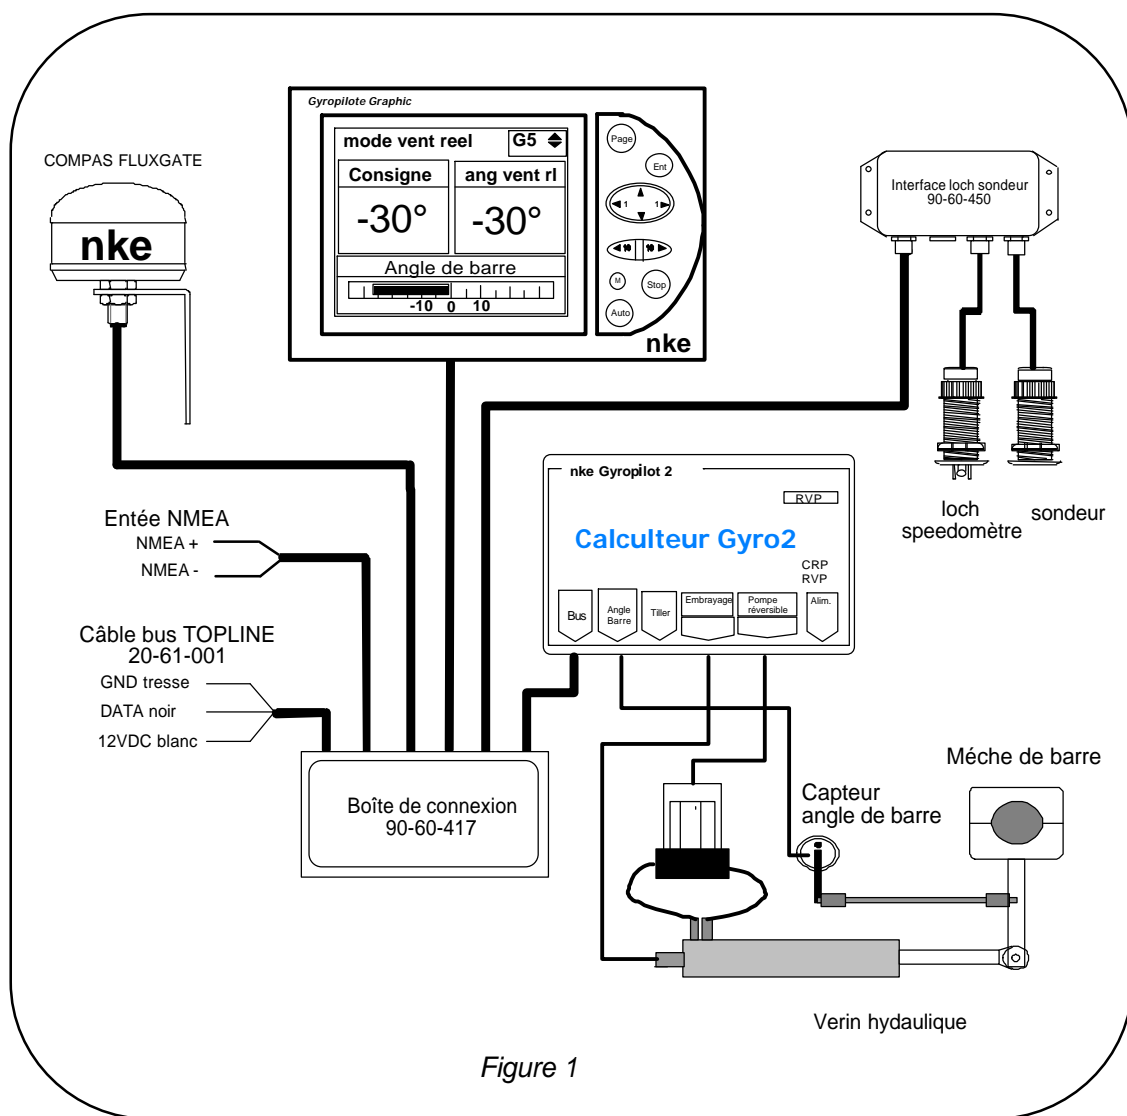 Gyropilote Graphic
mode vent reel
G5
Consigne
ang vent rl
-30°
-30°
Angle de barre
-10 0 10
Page
Ent
1 1
10 10
M
Stop
Auto
nke
COMPAS FLUXGATE
nke
Interface loch sondeur
90-60-450
loch
speedomètre
sondeur
nke Gyropilot 2
RVP
Calculteur Gyro2
CRP
RVP
Bus
Angle
Barre
Tiller
Embrayage
Pompe
réversible
Alim.
Entée NMEA
NMEA +
NMEA -
Câble bus TOPLINE
20-61-001
GND tresse
DATA noir
12VDC blanc
Boîte de connexion
90-60-417
Capteur
angle de barre
Méche de barre
Verin hydaulique
Figure 1